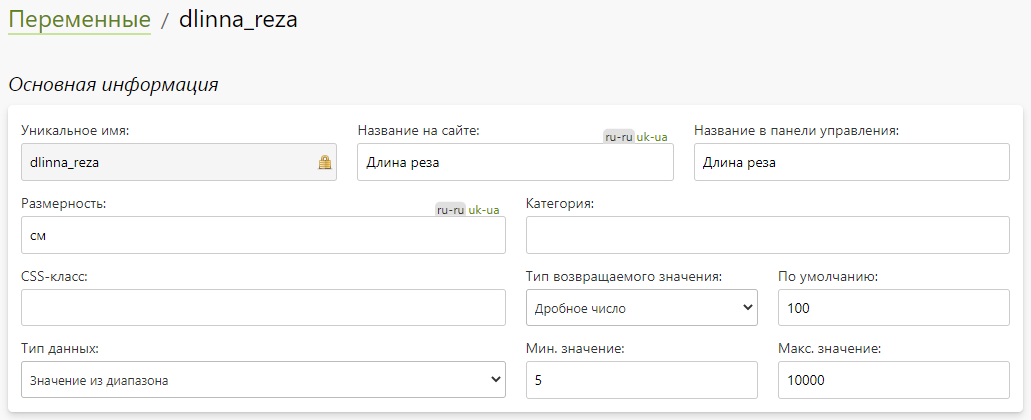 Переменные / dlinna_reza
Основная информация
Уникальное имя:
dlinna_reza
Название на сайте:
ru-ru uk-ua
Длина реза
Название в панели управления:
Длина реза
Размерность:
ru-ru uk-ua
см
Категория:
CSS-класс:
Тип возвращаемого значения:
Дробное число
По умолчанию:
100
Тип данных:
Значение из диапазона
Мин. значение:
5
Макс. значение:
10000